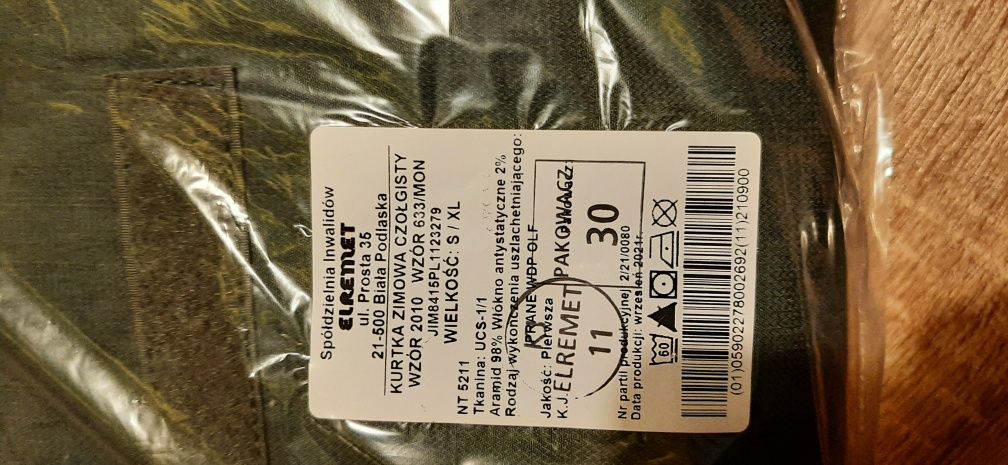 Spółdzielnia Inwalidów
ELREMET
ul. Prosta 35
21-500 Biała Podlaska
KURTKA ZIMOWA CZOŁGISTY
WZÓR 2010 WZÓR 633/MON
JIM8415PL1123279
WIELKOŚĆ: S / XL
NT 5211
Tkanina: UCS-1/1
Aramid 98% Włókno antystatyczne 2%
Rodzaj wykończenia uszlachetniającego:
PRANE WDP OLF
Jakość: Pierwsza
K.J. ELREMET PAKOWACZ
11 30
Nr partii produkcyjnej 2/21/0080
Data produkcji: wrzesień 2021r.
60
(01)05902278002692(11)210900